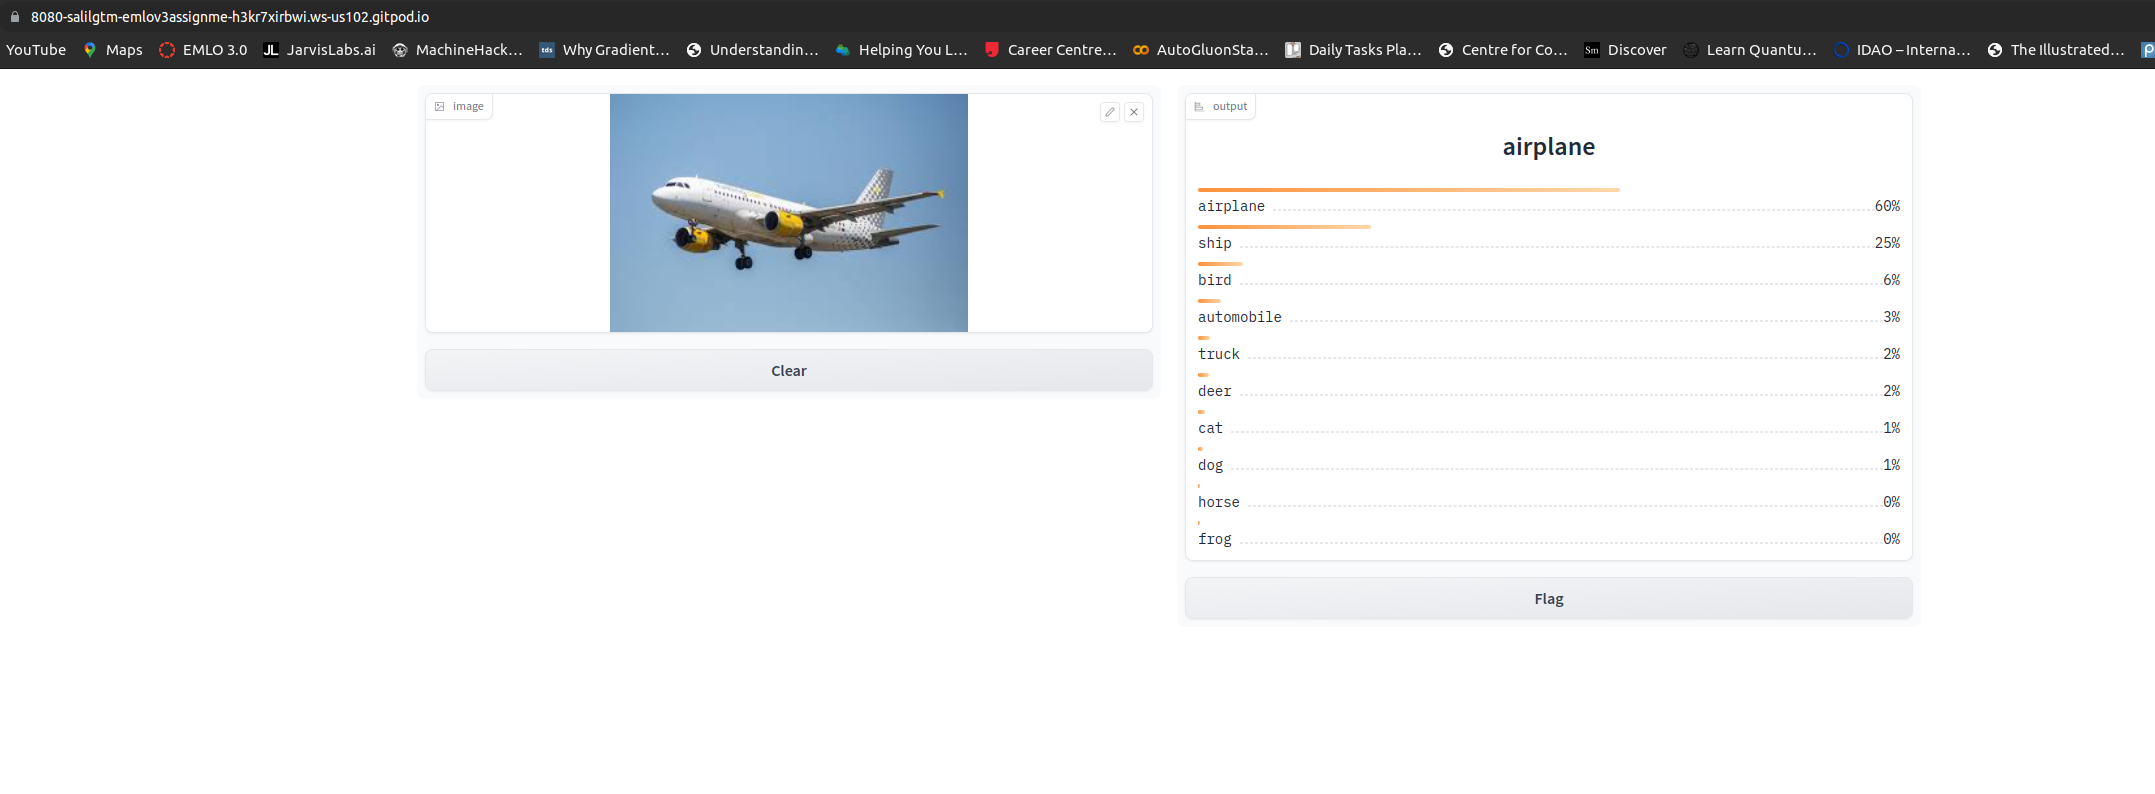 8080-salilgtm-emlov3assignme-h3kr7xirbwi.ws-us102.gitpod.io
YouTube Maps EMLO 3.0 JL JarvisLabs.ai MachineHack... tds Why Gradient... Understandin... Helping You L... Career Centre... AutoGluonSta... Daily Tasks Pla... Centre for Co... Sm Discover Learn Quantu... IDAO – Interna... The Illustrated... P
image
Clear
output
airplane
airplane 60%
ship 25%
bird 6%
automobile 3%
truck 2%
deer 2%
cat 1%
dog 1%
horse 0%
frog 0%
Flag